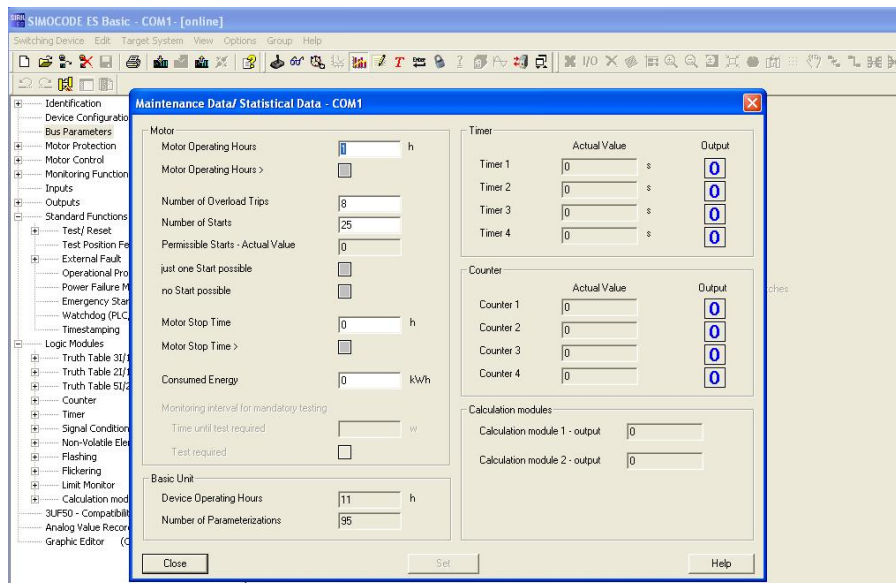 SIMOCODE ES Basic - COM1- [online]
Switching Device Edit Target System View Options Group Help
Identification
Device Configuratio
Bus Parameters
Motor Protection
Motor Control
Monitoring Function
Inputs
Outputs
Standard Functions
Test/ Reset
Test Position Fe
External Fault
Operational Pro
Power Failure M
Emergency Star
Watchdog (PLC,
Timestamping
Logic Modules
Truth Table 3I/1
Truth Table 2I/1
Truth Table 5I/2
Counter
Timer
Signal Condition
Non-Volatile Ele
Flashing
Flickering
Limit Monitor
Calculation mod
3UF50 - Compatibilit
Analog Value Recor
Graphic Editor (C
Maintenance Data/ Statistical Data - COM1
Motor
Motor Operating Hours 1 h
Motor Operating Hours >
Number of Overload Trips 8
Number of Starts 25
Permissible Starts - Actual Value 0
just one Start possible
no Start possible
Motor Stop Time 0 h
Motor Stop Time >
Consumed Energy 0 kWh
Monitoring interval for mandatory testing
Time until test required w
Test required
Basic Unit
Device Operating Hours 11 h
Number of Parameterizations 95
Timer
Actual Value Output
Timer 1 0 s 0
Timer 2 0 s 0
Timer 3 0 s 0
Timer 4 0 s 0
Counter
Actual Value Output
Counter 1 0 0
Counter 2 0 0
Counter 3 0 0
Counter 4 0 0
Calculation modules
Calculation module 1 - output 0
Calculation module 2 - output 0
Close Set Help